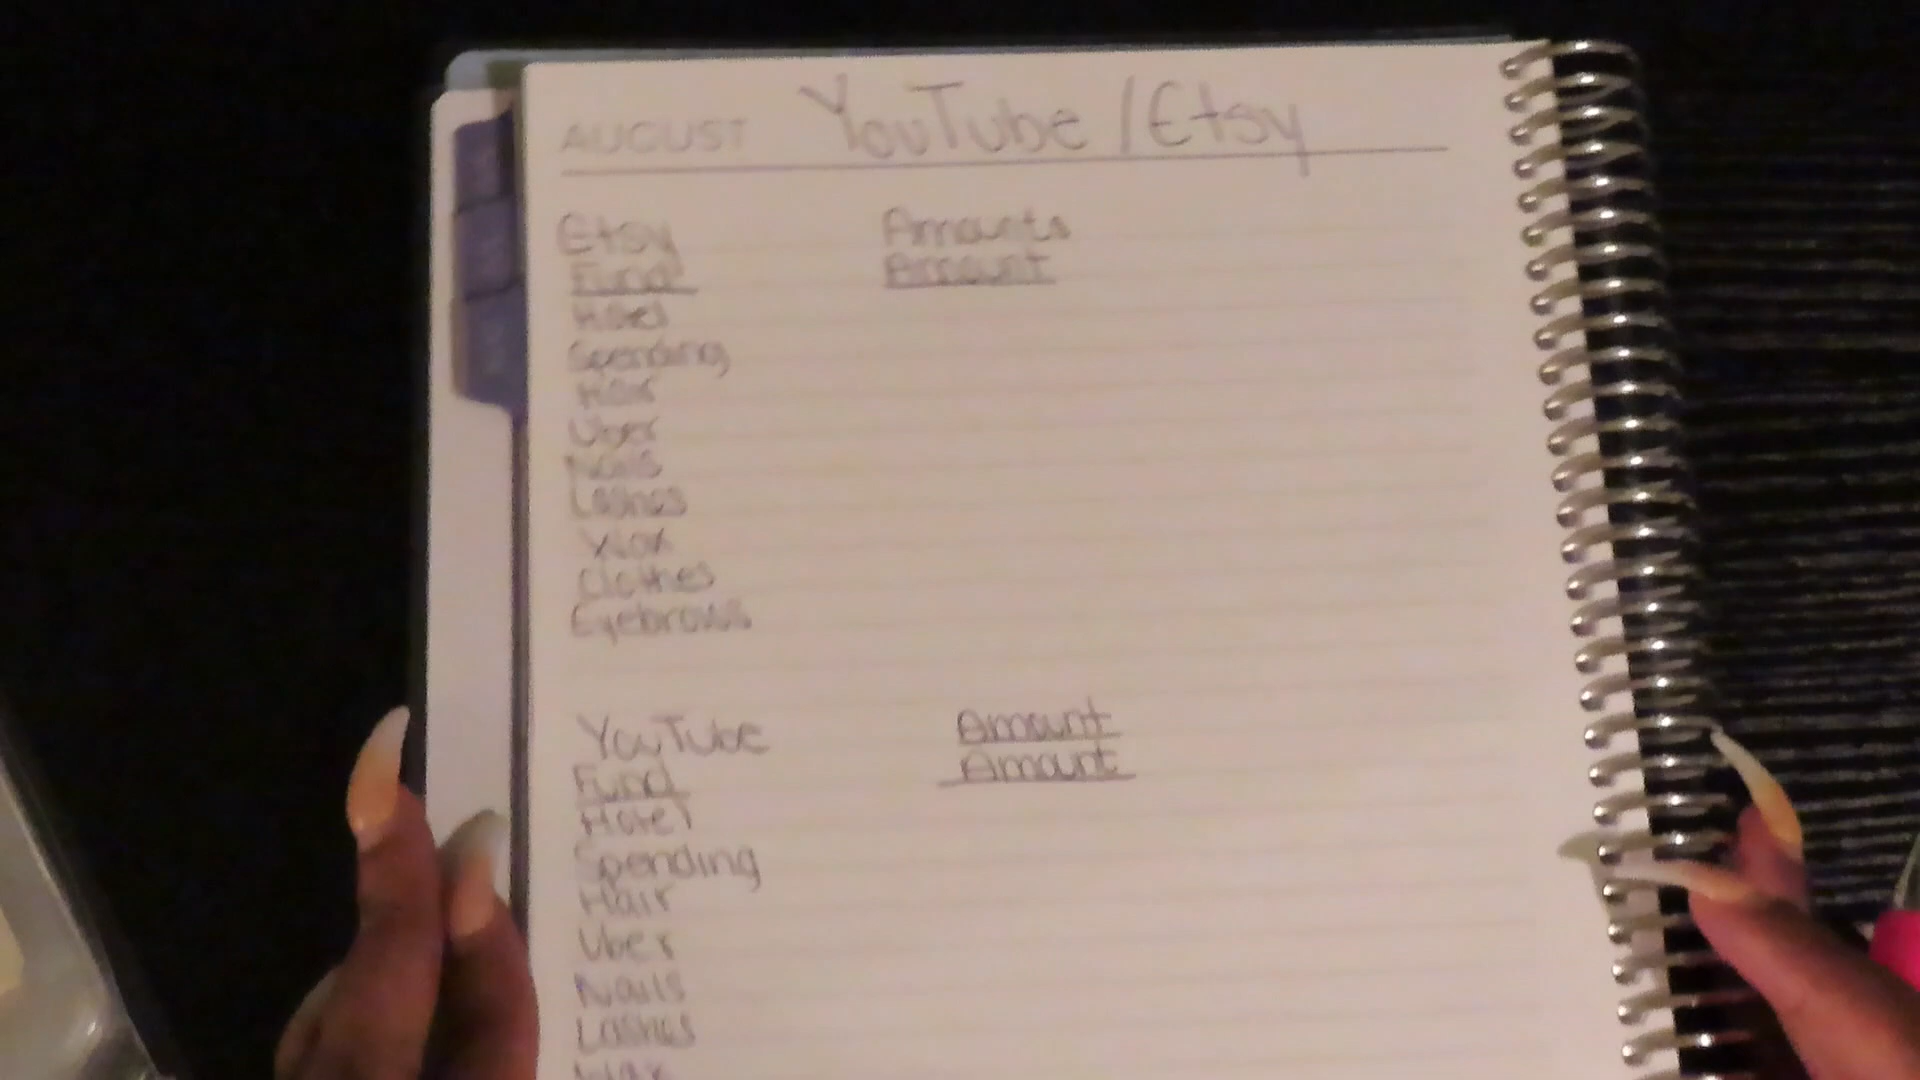 AUGUST YouTube/Etsy
Etsy Amounts
Fund Amount
Hotel
Spending
Hair
Uber
Nails
Lashes
Wax
Clothes
Eyebrows
YouTube Amount
Fund Amount
Hotel
Spending
Hair
Uber
Nails
Lashes
Wax